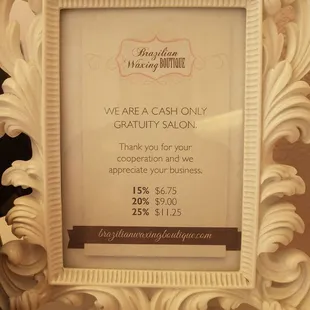 Brazilian
Waxing BOUTIQUE
WE ARE A CASH ONLY
GRATUITY SALON.
Thank you for your
cooperation and we
appreciate your business.
15% $6.75
20% $9.00
25% $11.25
brazilianwaxingboutique.com